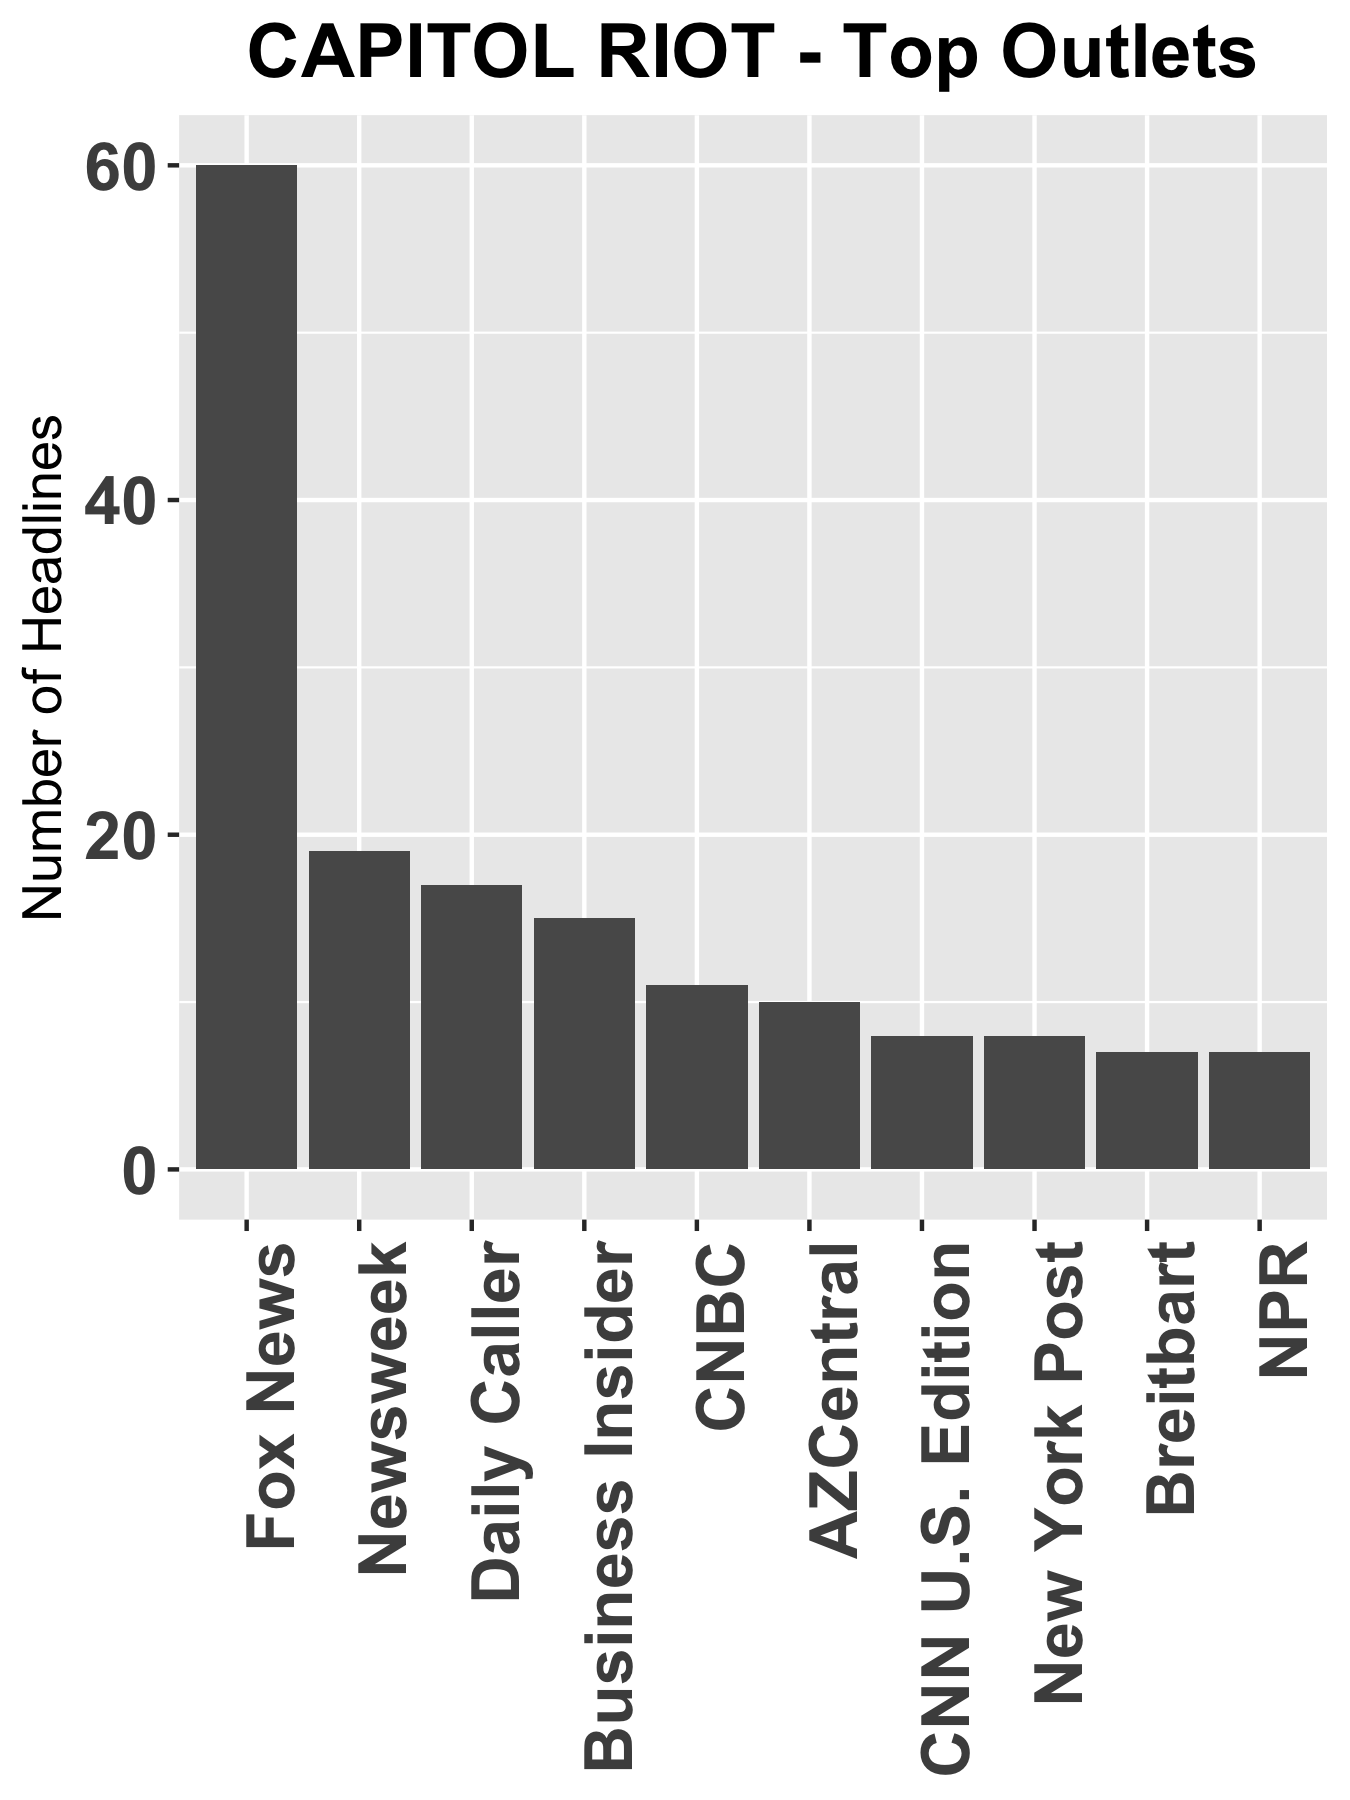 CAPITOL RIOT - Top Outlets
Number of Headlines
60
40
20
0
Fox News
Newsweek
Daily Caller
Business Insider
CNBC
AZCentral
CNN U.S. Edition
New York Post
Breitbart
NPR